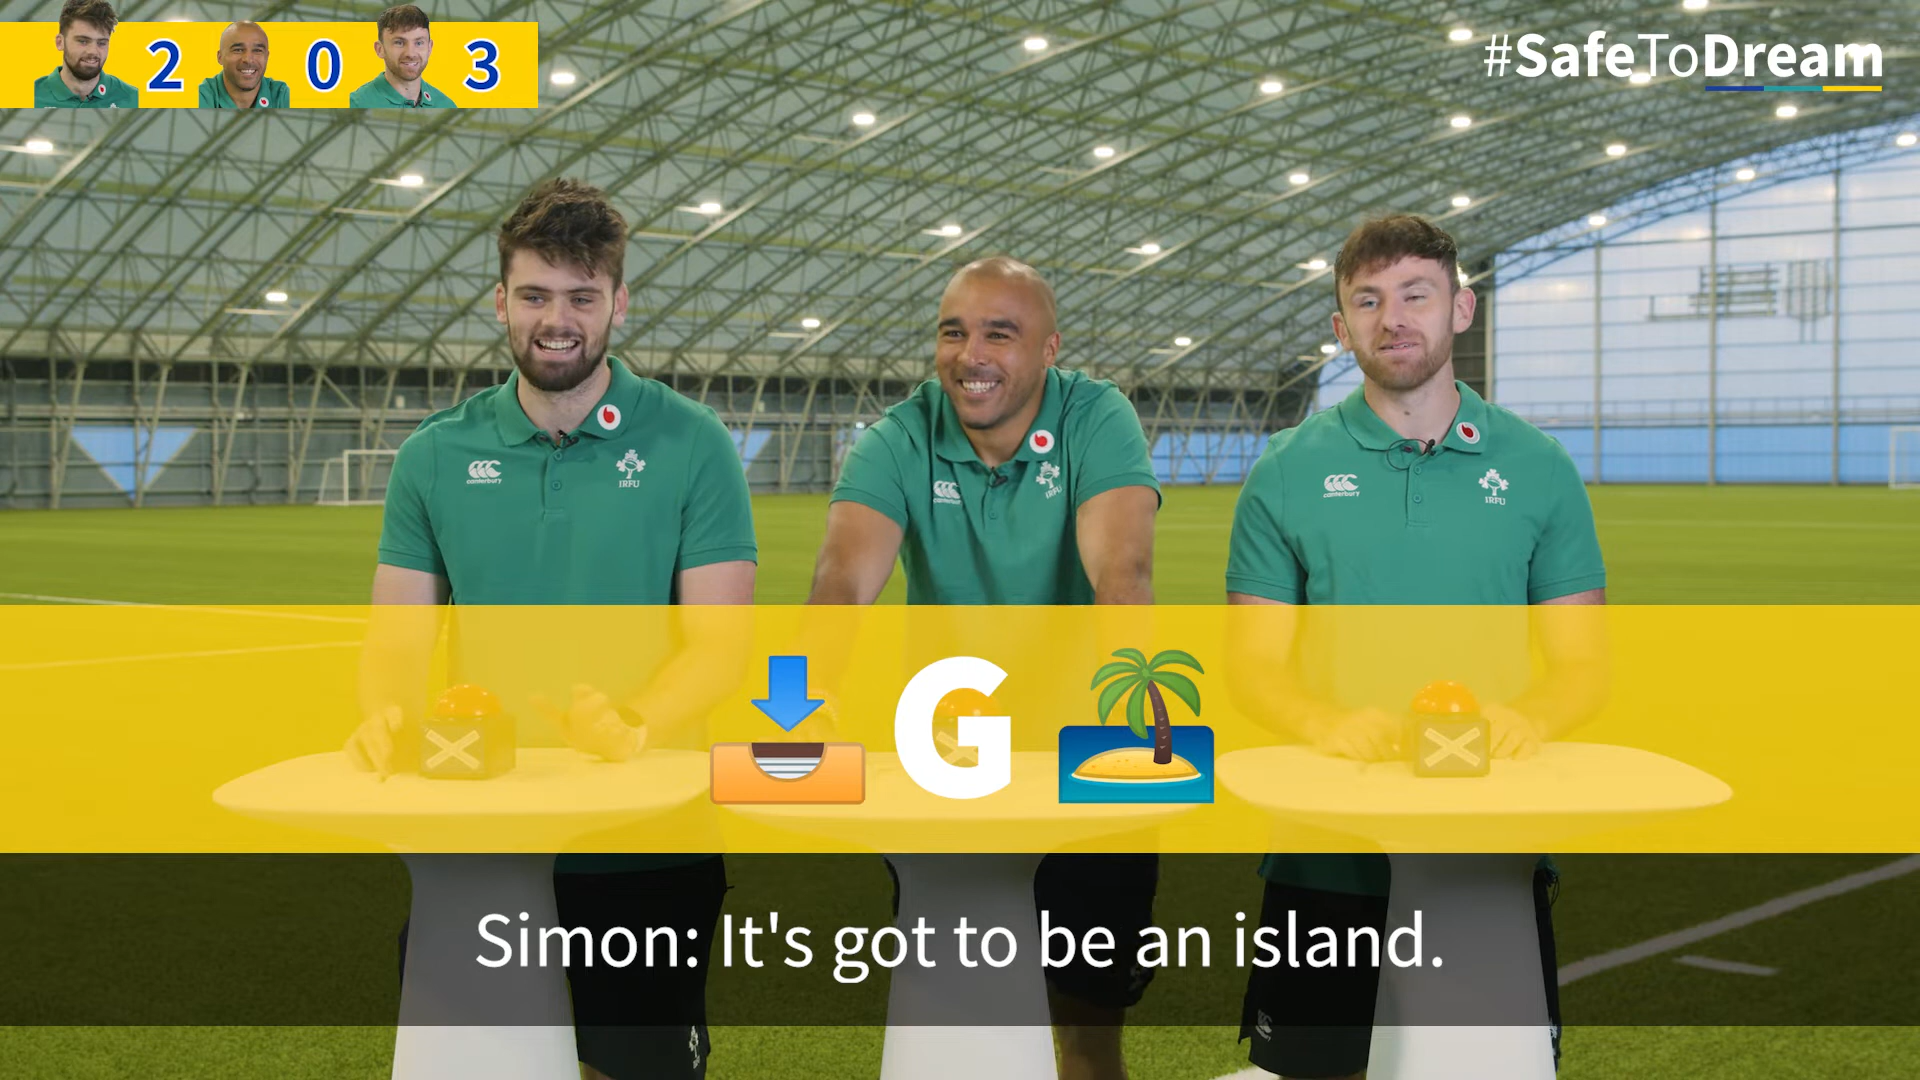 2 0 3
#SafeToDream
canterbury
IRFU
canterbury
IRFU
canterbury
IRFU
G
Simon: It's got to be an island.